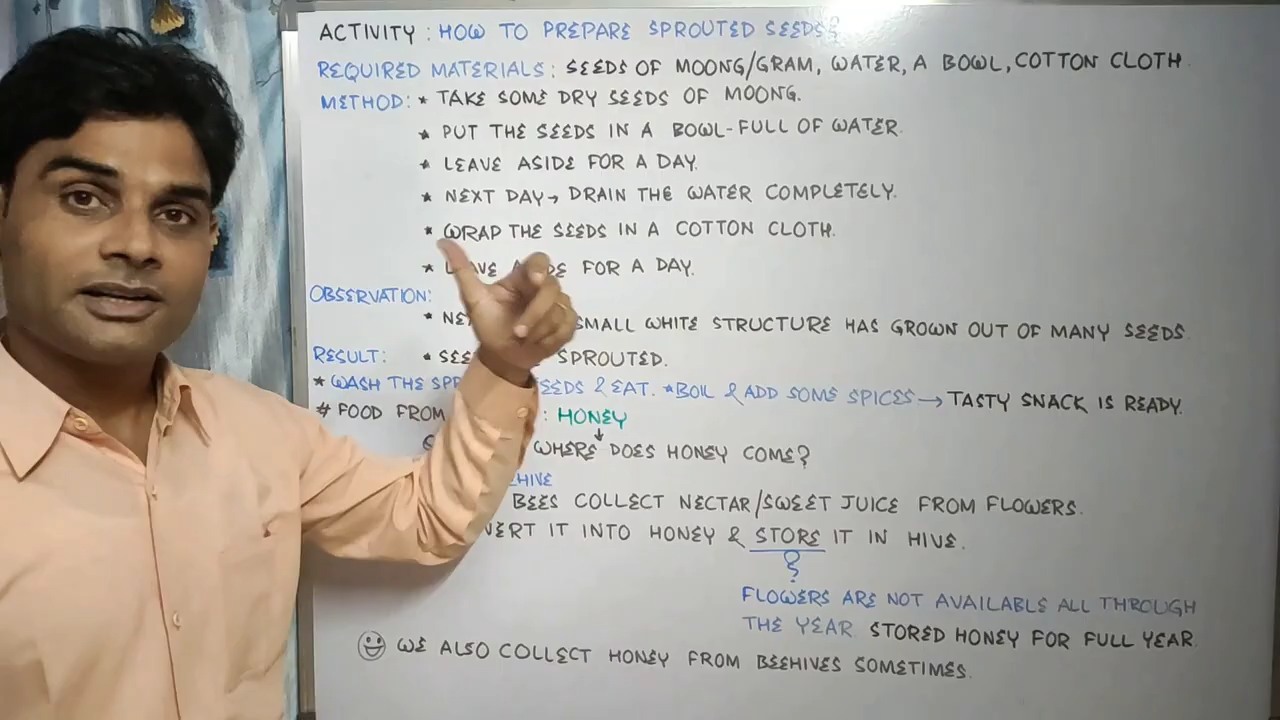 ACTIVITY : HOW TO PREPARE SPROUTED SEEDS?
REQUIRED MATERIALS : SEEDS OF MOONG/GRAM, WATER, A BOWL, COTTON CLOTH.
METHOD: * TAKE SOME DRY SEEDS OF MOONG.
* PUT THE SEEDS IN A BOWL-FULL OF WATER.
* LEAVE ASIDE FOR A DAY.
* NEXT DAY → DRAIN THE WATER COMPLETELY.
* WRAP THE SEEDS IN A COTTON CLOTH.
* FOR A DAY.
OBSERVATION:
* SMALL WHITE STRUCTURE HAS GROWN OUT OF MANY SEEDS.
RESULT: * SPROUTED.
* WASH THE & EAT. * BOIL & ADD SOME SPICES → TASTY SNACK IS READY.
# FOOD FROM : HONEY
WHERE DOES HONEY COME?
BEES COLLECT NECTAR/SWEET JUICE FROM FLOWERS.
IT INTO HONEY & STORE IT IN HIVE.
?
FLOWERS ARE NOT AVAILABLE ALL THROUGH
THE YEAR. STORED HONEY FOR FULL YEAR.
WE ALSO COLLECT HONEY FROM BEEHIVES SOMETIMES.